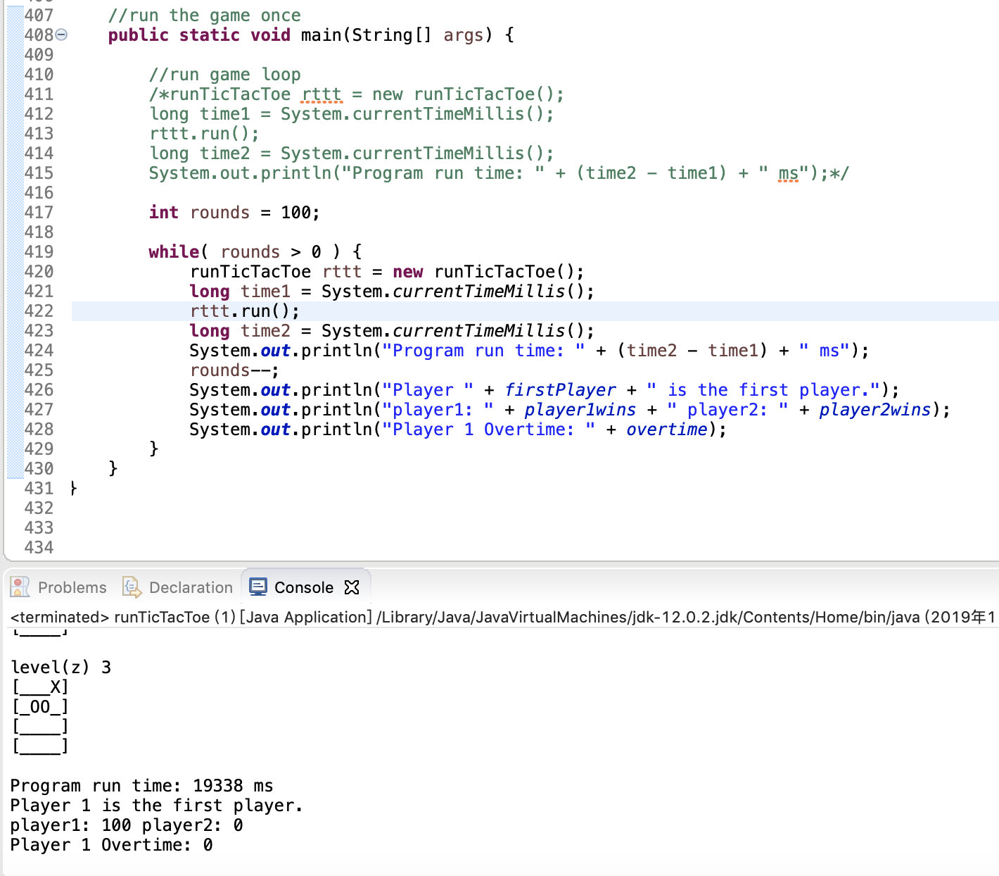 407 //run the game once
408 public static void main(String[] args) {
409
410 //run game loop
411 /*runTicTacToe rttt = new runTicTacToe();
412 long time1 = System.currentTimeMillis();
413 rttt.run();
414 long time2 = System.currentTimeMillis();
415 System.out.println("Program run time: " + (time2 - time1) + " ms");*/
416
417 int rounds = 100;
418
419 while( rounds > 0 ) {
420 runTicTacToe rttt = new runTicTacToe();
421 long time1 = System.currentTimeMillis();
422 rttt.run();
423 long time2 = System.currentTimeMillis();
424 System.out.println("Program run time: " + (time2 - time1) + " ms");
425 rounds--;
426 System.out.println("Player " + firstPlayer + " is the first player.");
427 System.out.println("player1: " + player1wins + " player2: " + player2wins);
428 System.out.println("Player 1 Overtime: " + overtime);
429 }
430 }
431 }
432
433
434
Problems Declaration Console
<terminated> runTicTacToe (1) [Java Application] /Library/Java/JavaVirtualMachines/jdk-12.0.2.jdk/Contents/Home/bin/java (2019年1
[____]
level(z) 3
[___X]
[_OO_]
[____]
[____]
Program run time: 19338 ms
Player 1 is the first player.
player1: 100 player2: 0
Player 1 Overtime: 0